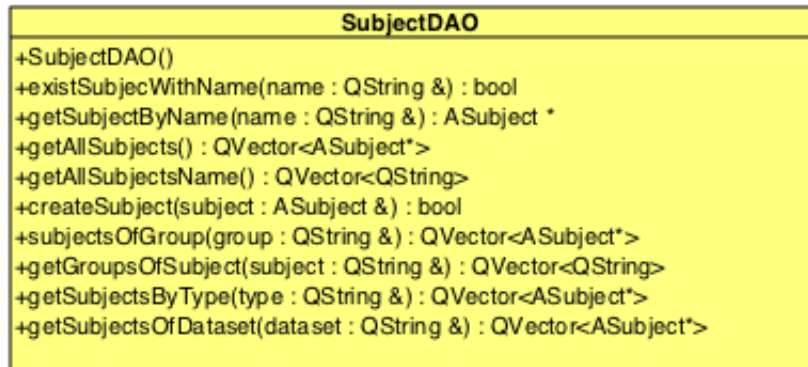 SubjectDAO
+SubjectDAO()
+existSubjecWithName(name : QString &) : bool
+getSubjectByName(name : QString &) : ASubject *
+getAllSubjects() : QVector<ASubject*>
+getAllSubjectsName() : QVector<QString>
+createSubject(subject : ASubject &) : bool
+subjectsOfGroup(group : QString &) : QVector<ASubject*>
+getGroupsOfSubject(subject : QString &) : QVector<QString>
+getSubjectsByType(type : QString &) : QVector<ASubject*>
+getSubjectsOfDataset(dataset : QString &) : QVector<ASubject*>